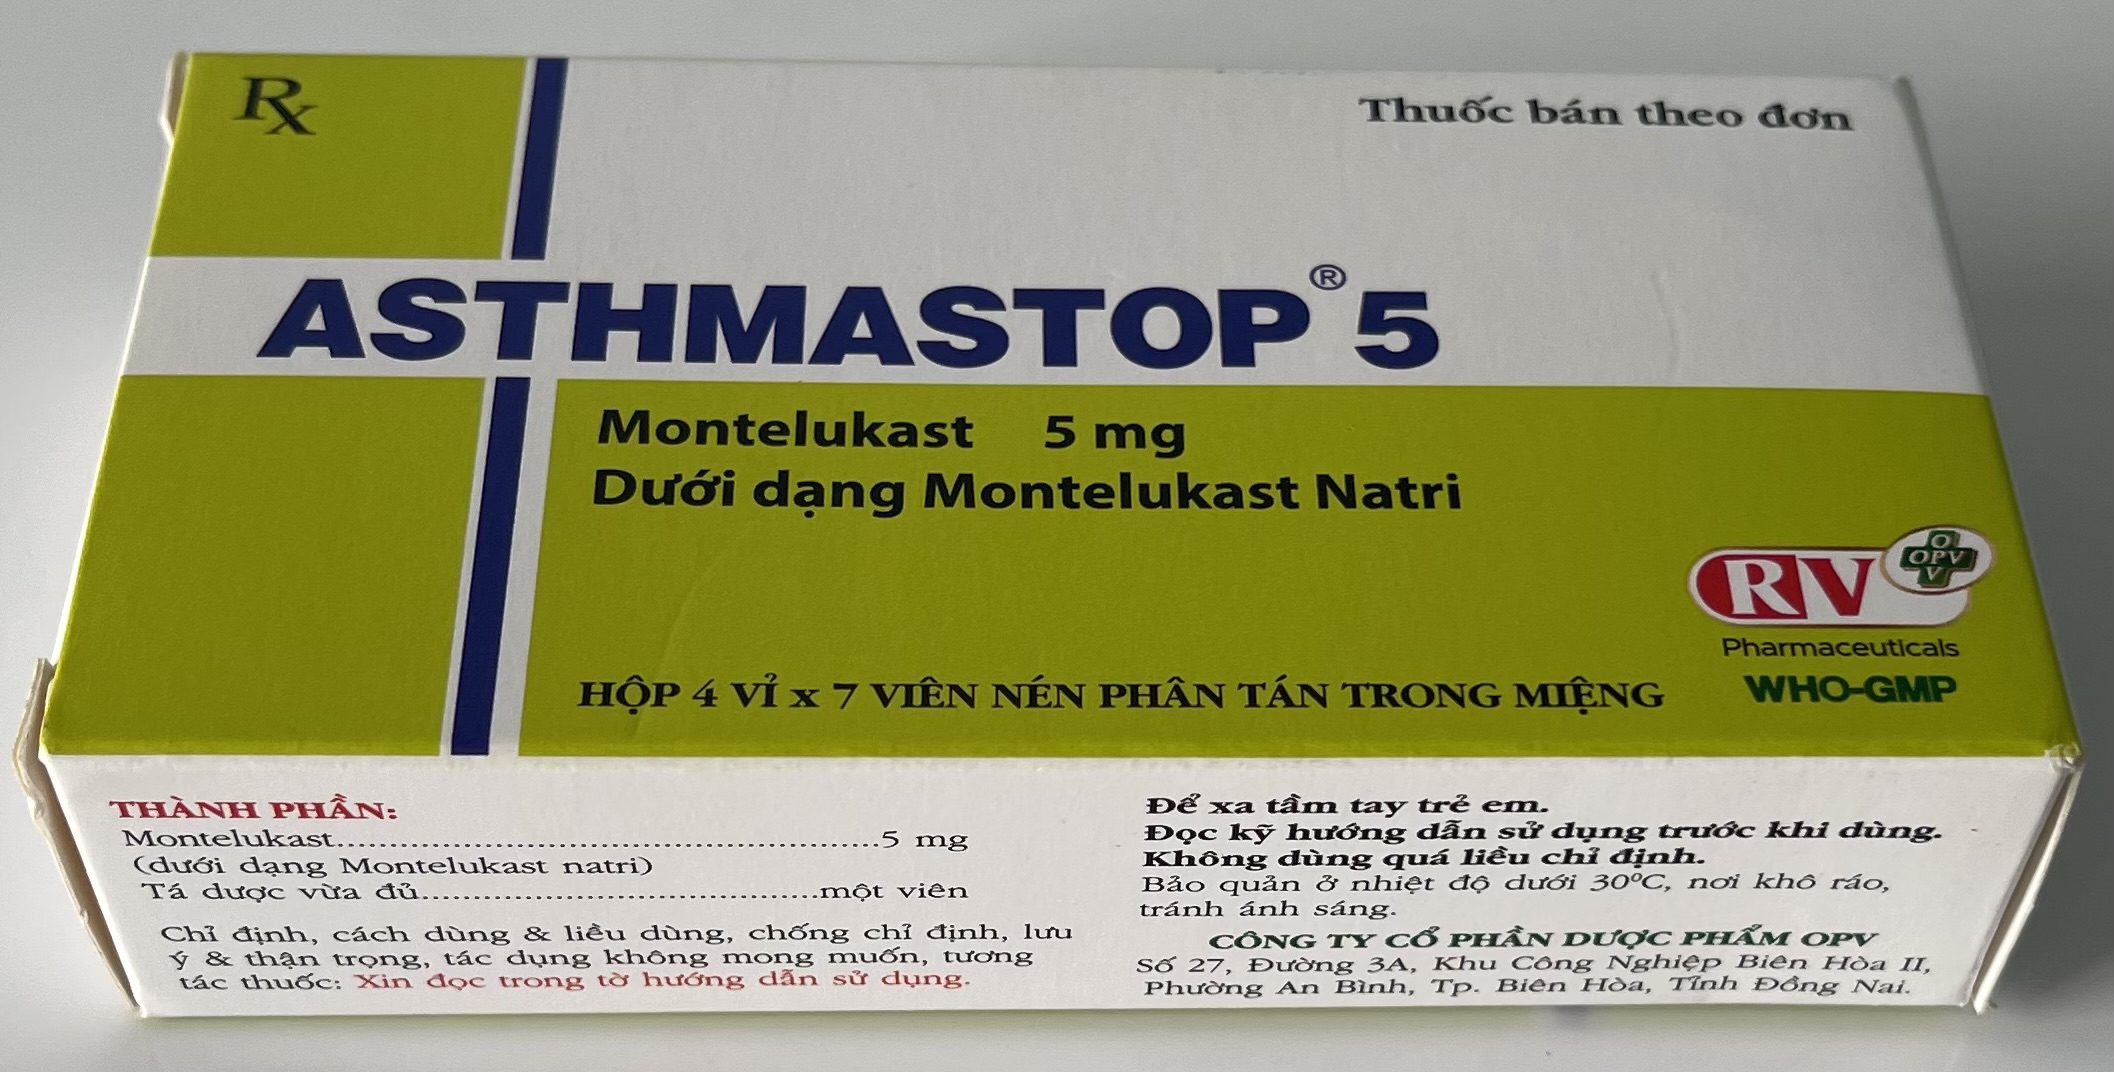 Rx
Thuốc bán theo đơn
ASTHMASTOP® 5
Montelukast 5 mg
Dưới dạng Montelukast Natri
RV
O
OPV
V
Pharmaceuticals
WHO-GMP
HỘP 4 VỈ x 7 VIÊN NÉN PHÂN TÁN TRONG MIỆNG
THÀNH PHẦN:
Montelukast..........................................................5 mg
(dưới dạng Montelukast natri)
Tá dược vừa đủ.......................................một viên
Chỉ định, cách dùng & liều dùng, chống chỉ định, lưu
ý & thận trọng, tác dụng không mong muốn, tương
tác thuốc: Xin đọc trong tờ hướng dẫn sử dụng.
Để xa tầm tay trẻ em.
Đọc kỹ hướng dẫn sử dụng trước khi dùng.
Không dùng quá liều chỉ định.
Bảo quản ở nhiệt độ dưới 30ºC, nơi khô ráo,
tránh ánh sáng.
CÔNG TY CỔ PHẦN DƯỢC PHẨM OPV
Số 27, Đường 3A, Khu Công Nghiệp Biên Hòa II,
Phường An Bình, Tp. Biên Hòa, Tỉnh Đồng Nai.